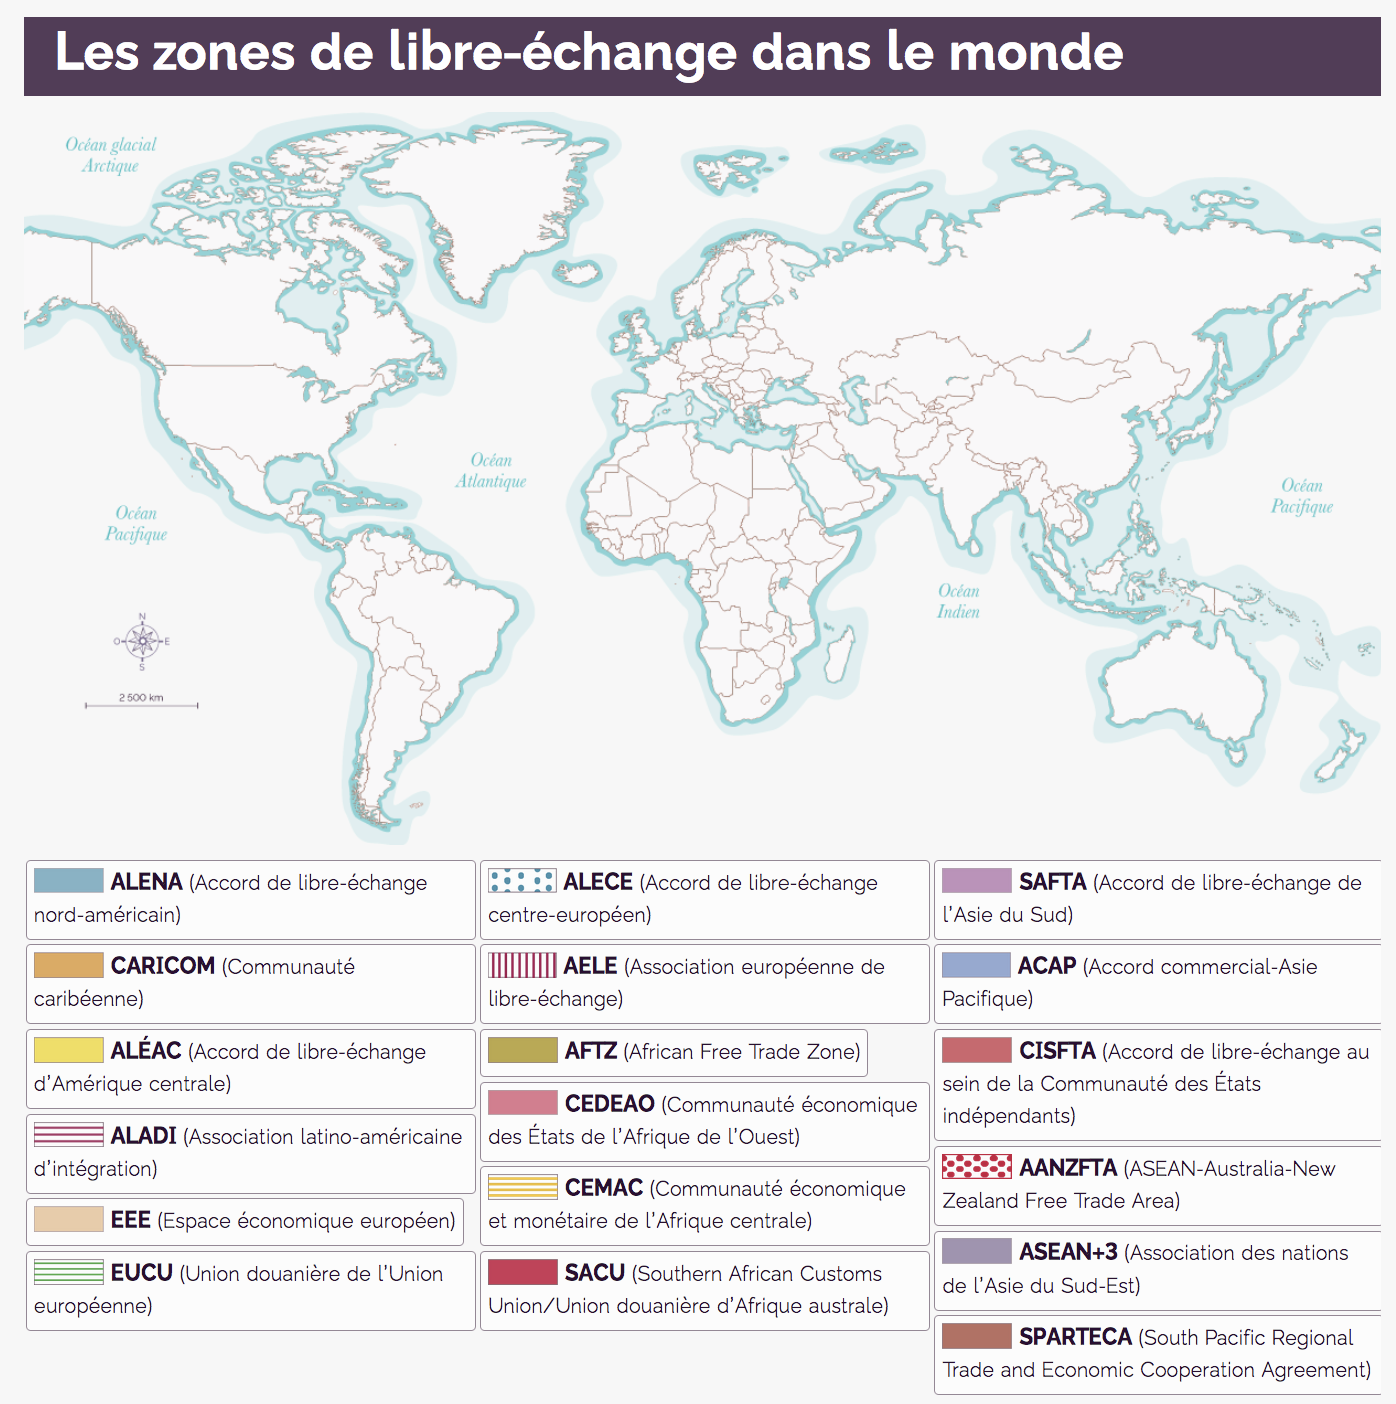 Les zones de libre-échange dans le monde
Océan glacial
Arctique
Océan
Atlantique
Océan
Pacifique
Océan
Pacifique
Océan
Indien
N
O
E
S
2 500 km
ALENA (Accord de libre-échange
nord-américain)
CARICOM (Communauté
caribéenne)
ALÉAC (Accord de libre-échange
d’Amérique centrale)
ALADI (Association latino-américaine
d’intégration)
EEE (Espace économique européen)
EUCU (Union douanière de l’Union
européenne)
ALECE (Accord de libre-échange
centre-européen)
AELE (Association européenne de
libre-échange)
AFTZ (African Free Trade Zone)
CEDEAO (Communauté économique
des États de l’Afrique de l’Ouest)
CEMAC (Communauté économique
et monétaire de l’Afrique centrale)
SACU (Southern African Customs
Union/Union douanière d’Afrique australe)
SAFTA (Accord de libre-échange de
l’Asie du Sud)
ACAP (Accord commercial-Asie
Pacifique)
CISFTA (Accord de libre-échange au
sein de la Communauté des États
indépendants)
AANZFTA (ASEAN-Australia-New
Zealand Free Trade Area)
ASEAN+3 (Association des nations
de l’Asie du Sud-Est)
SPARTECA (South Pacific Regional
Trade and Economic Cooperation Agreement)